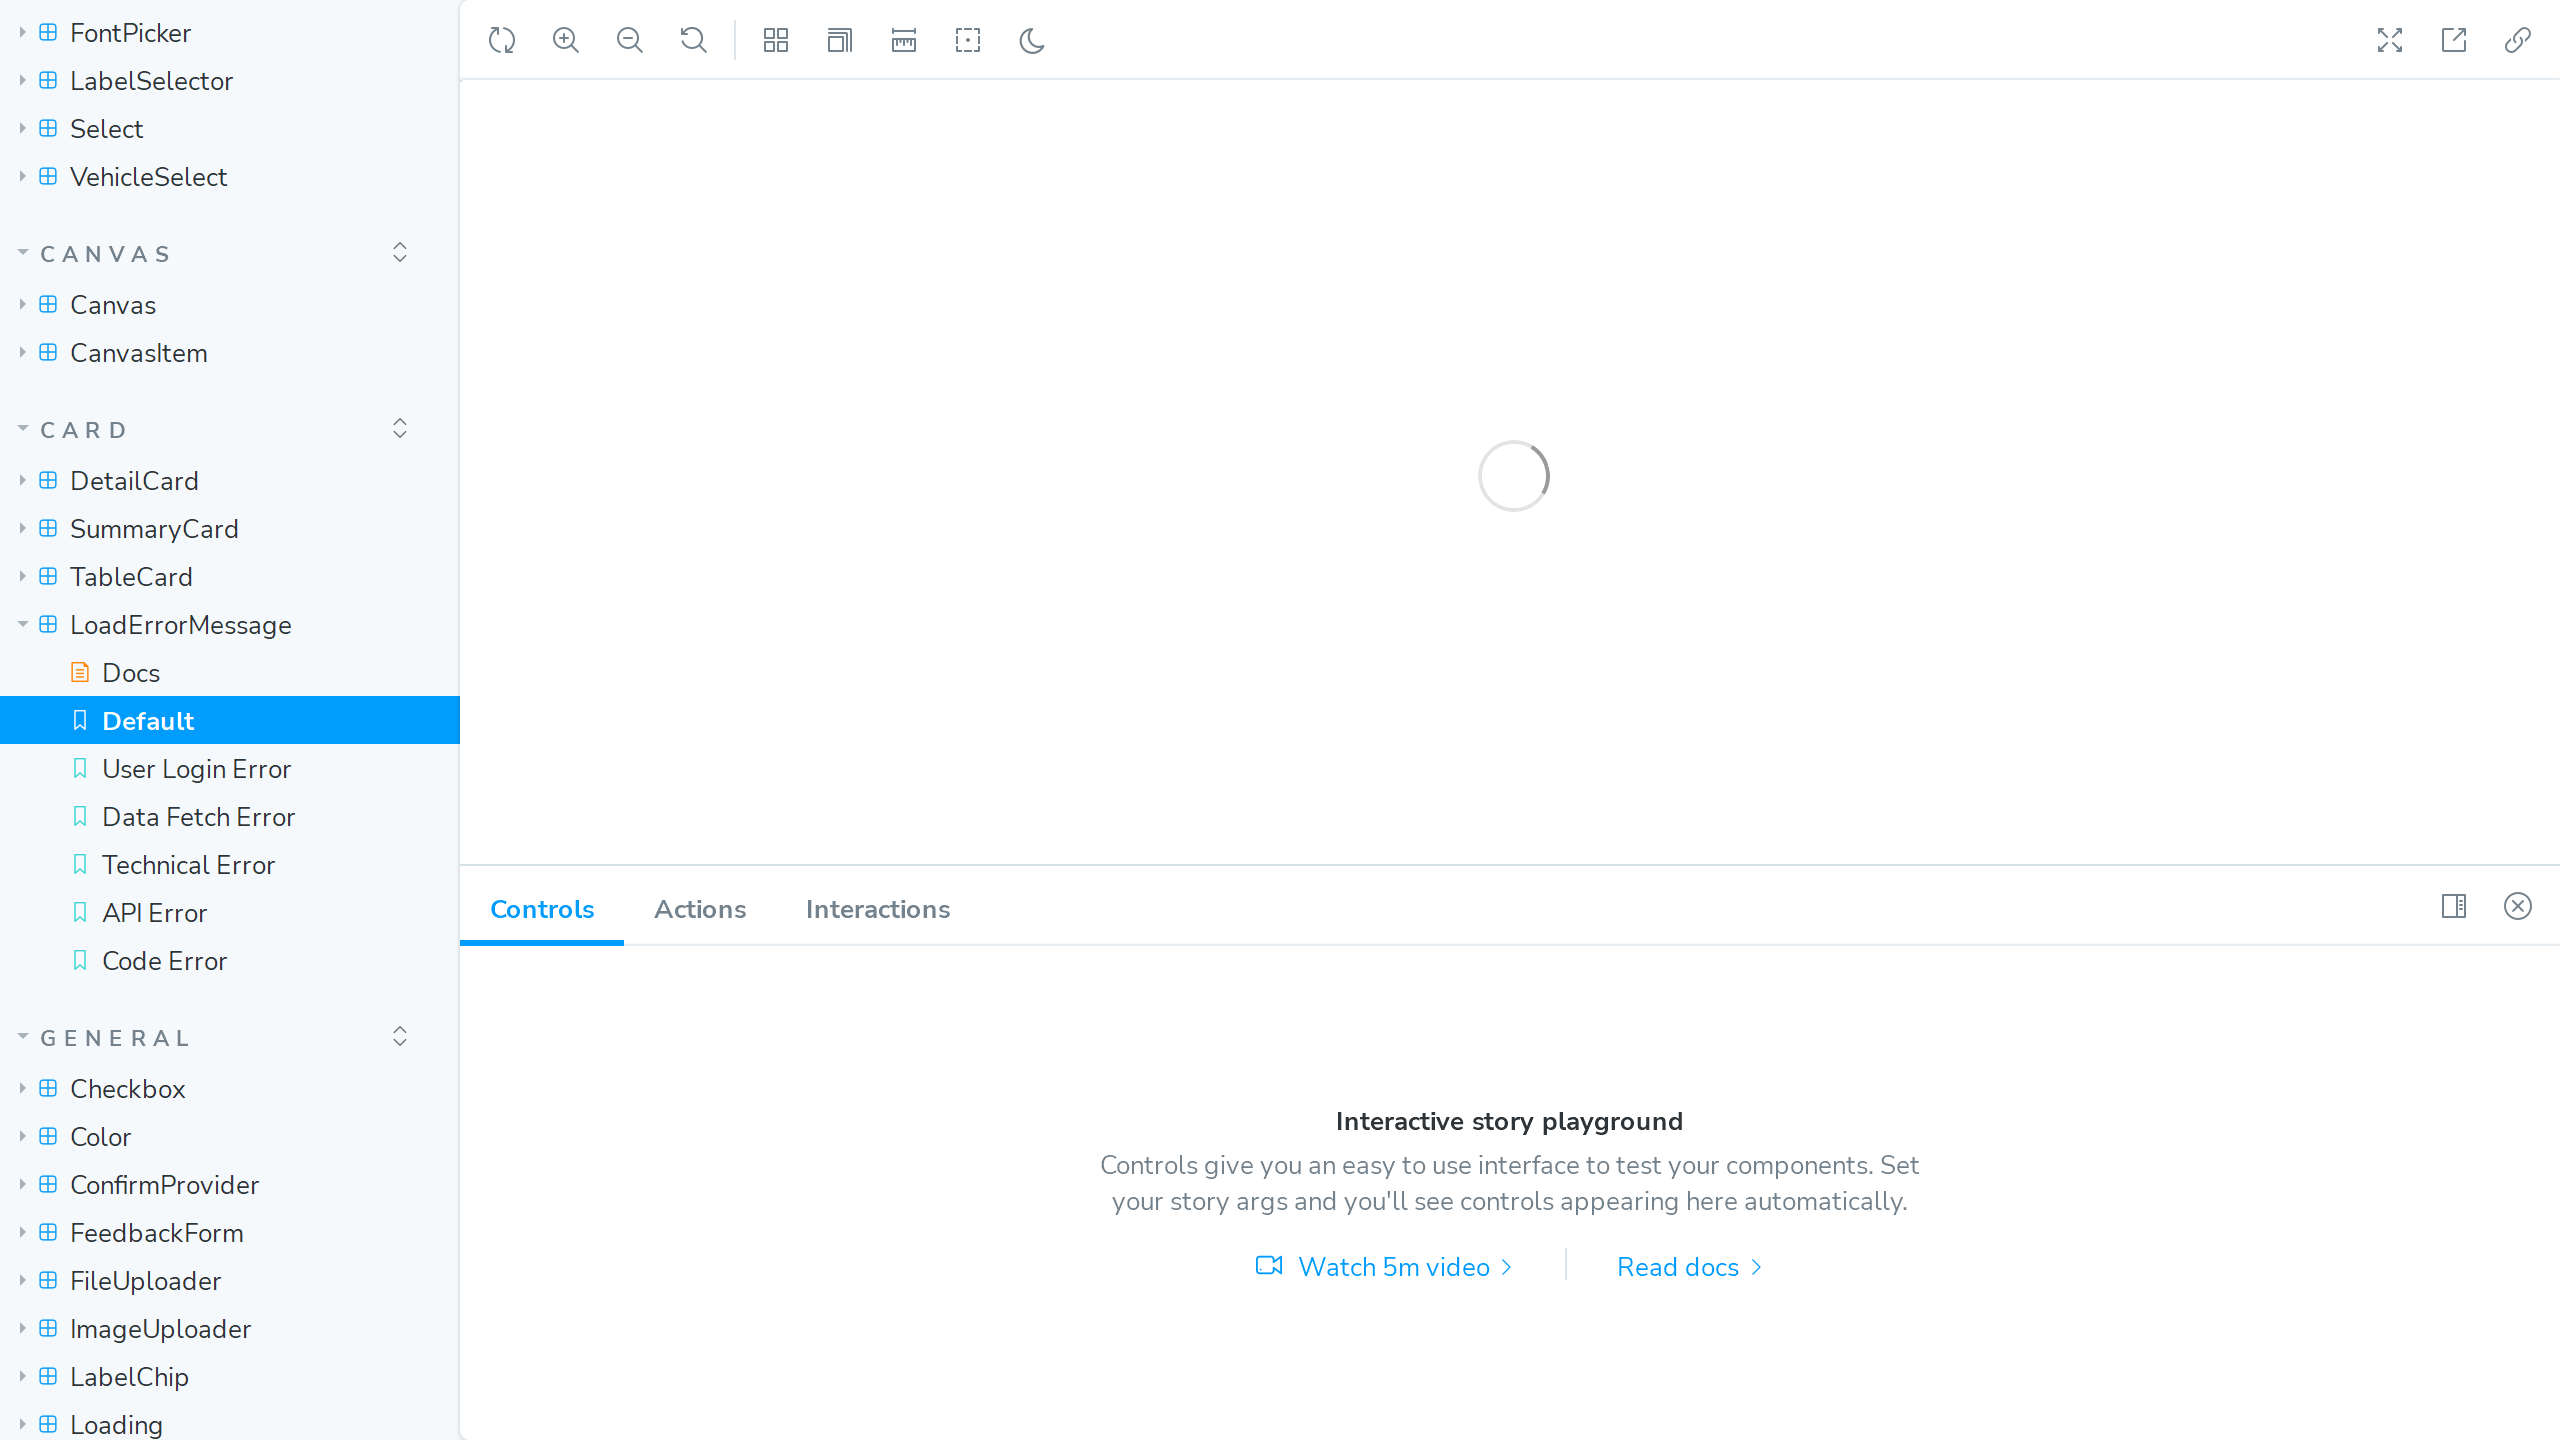 FontPicker
LabelSelector
Select
VehicleSelect
CANVAS
Canvas
CanvasItem
CARD
DetailCard
SummaryCard
TableCard
LoadErrorMessage
Docs
Default
User Login Error
Data Fetch Error
Technical Error
API Error
Code Error
GENERAL
Checkbox
Color
ConfirmProvider
FeedbackForm
FileUploader
ImageUploader
LabelChip
Loading
Controls Actions Interactions
Interactive story playground
Controls give you an easy to use interface to test your components. Set
your story args and you'll see controls appearing here automatically.
Watch 5m video Read docs